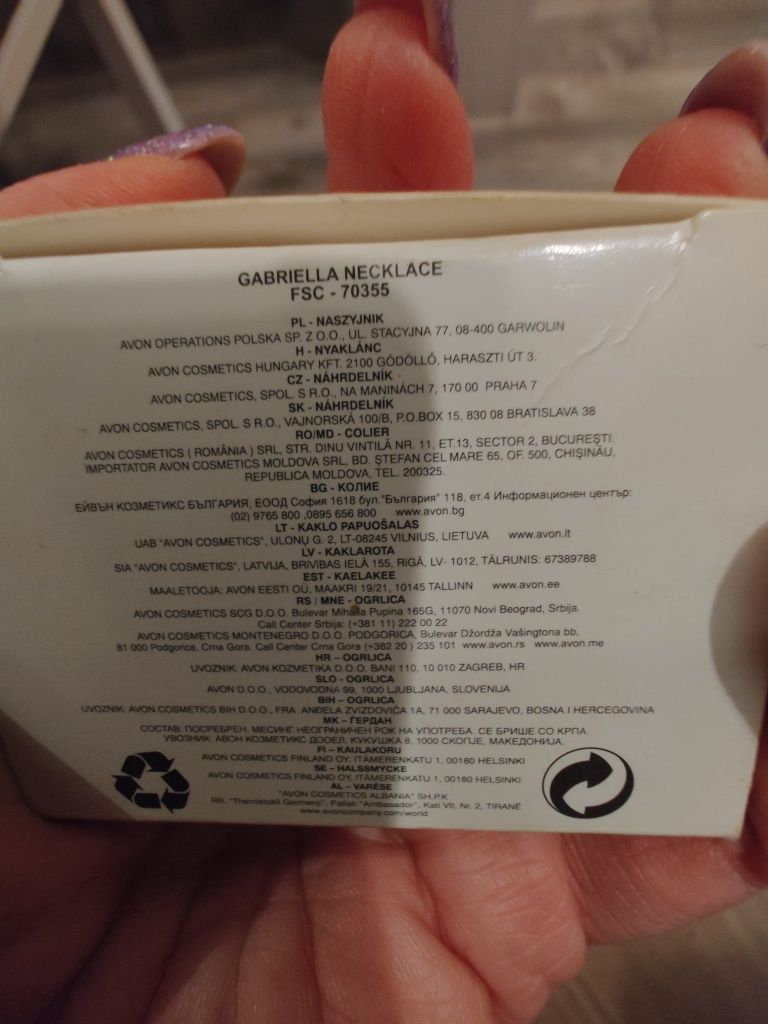 GABRIELLA NECKLACE
FSC - 70355
PL - NASZYJNIK
AVON OPERATIONS POLSKA SP. Z O.O., UL. STACYJNA 77, 08-400 GARWOLIN
H - NYAKLÁNC
AVON COSMETICS HUNGARY KFT. 2100 GÖDÖLLŐ, HARASZTI ÚT 3.
CZ - NÁHRDELNÍK
AVON COSMETICS, SPOL. S R.O., NA MANINÁCH 7, 170 00 PRAHA 7
SK - NÁHRDELNÍK
AVON COSMETICS, SPOL. S R.O., VAJNORSKÁ 100/B, P.O.BOX 15, 830 08 BRATISLAVA 38
RO/MD - COLIER
AVON COSMETICS ( ROMÂNIA ) SRL, STR. DINU VINTILĂ NR. 11, ET.13, SECTOR 2, BUCUREŞTI.
IMPORTATOR AVON COSMETICS MOLDOVA SRL, BD. ŞTEFAN CEL MARE 65, OF. 500, CHIŞINĂU,
REPUBLICA MOLDOVA, TEL. 200325.
BG - КОЛИЕ
ЕЙВЪН КОЗМЕТИКС БЪЛГАРИЯ, ЕООД София 1618 бул."България" 118, ет.4 Информационен център:
(02) 9765 800 ,0895 656 800 www.avon.bg
LT - KAKLO PAPUOŠALAS
UAB "AVON COSMETICS", ULONŲ G. 2, LT-08245 VILNIUS, LIETUVA www.avon.lt
LV - KAKLAROTA
SIA "AVON COSMETICS", LATVIJA, BRĪVĪBAS IELĀ 155, RĪGĀ, LV- 1012, TĀLRUNIS: 67389788
EST - KAELAKEE
MAALETOOJA: AVON EESTI OÜ, MAAKRI 19/21, 10145 TALLINN www.avon.ee
RS / MNE - OGRLICA
AVON COSMETICS SCG D.O.O. Bulevar Mihajla Pupina 165G, 11070 Novi Beograd, Srbija.
Call Center Srbija: (+381 11) 222 00 22
AVON COSMETICS MONTENEGRO D.O.O. PODGORICA, Bulevar Džordža Vašingtona bb,
81 000 Podgorica, Crna Gora. Call Center Crna Gora (+382 20 ) 235 101 www.avon.rs www.avon.me
HR - OGRLICA
UVOZNIK: AVON KOZMETIKA D.O.O. BANI 110, 10 010 ZAGREB, HR
SLO - OGRLICA
AVON D.O.O., VODOVODNA 99, 1000 LJUBLJANA, SLOVENIJA
BIH - OGRLICA
UVOZNIK: AVON COSMETICS BIH D.O.O., FRA ANĐELA ZVIZDOVIĆA 1A, 71 000 SARAJEVO, BOSNA I HERCEGOVINA
MK - ЃЕРДАН
СОСТАВ: ПОСРЕБРЕН, МЕСИНГ. НЕОГРАНИЧЕН РОК НА УПОТРЕБА. СЕ БРИШЕ СО КРПА.
УВОЗНИК: АВОН КОЗМЕТИКС ДООЕЛ, КУКУШКА 8, 1000 СКОПЈЕ, МАКЕДОНИЈА.
FI - KAULAKORU
AVON COSMETICS FINLAND OY, ITÄMERENKATU 1, 00180 HELSINKI
SE - HALSSMYCKE
AVON COSMETICS FINLAND OY, ITÄMERENKATU 1, 00180 HELSINKI
AL - VARËSE
"AVON COSMETICS ALBANIA" SH.P.K
RR. "Themistokli Germenji", Pallati "Ambasador", Kati VII, Nr. 2, TIRANË
www.avoncompany.com/world